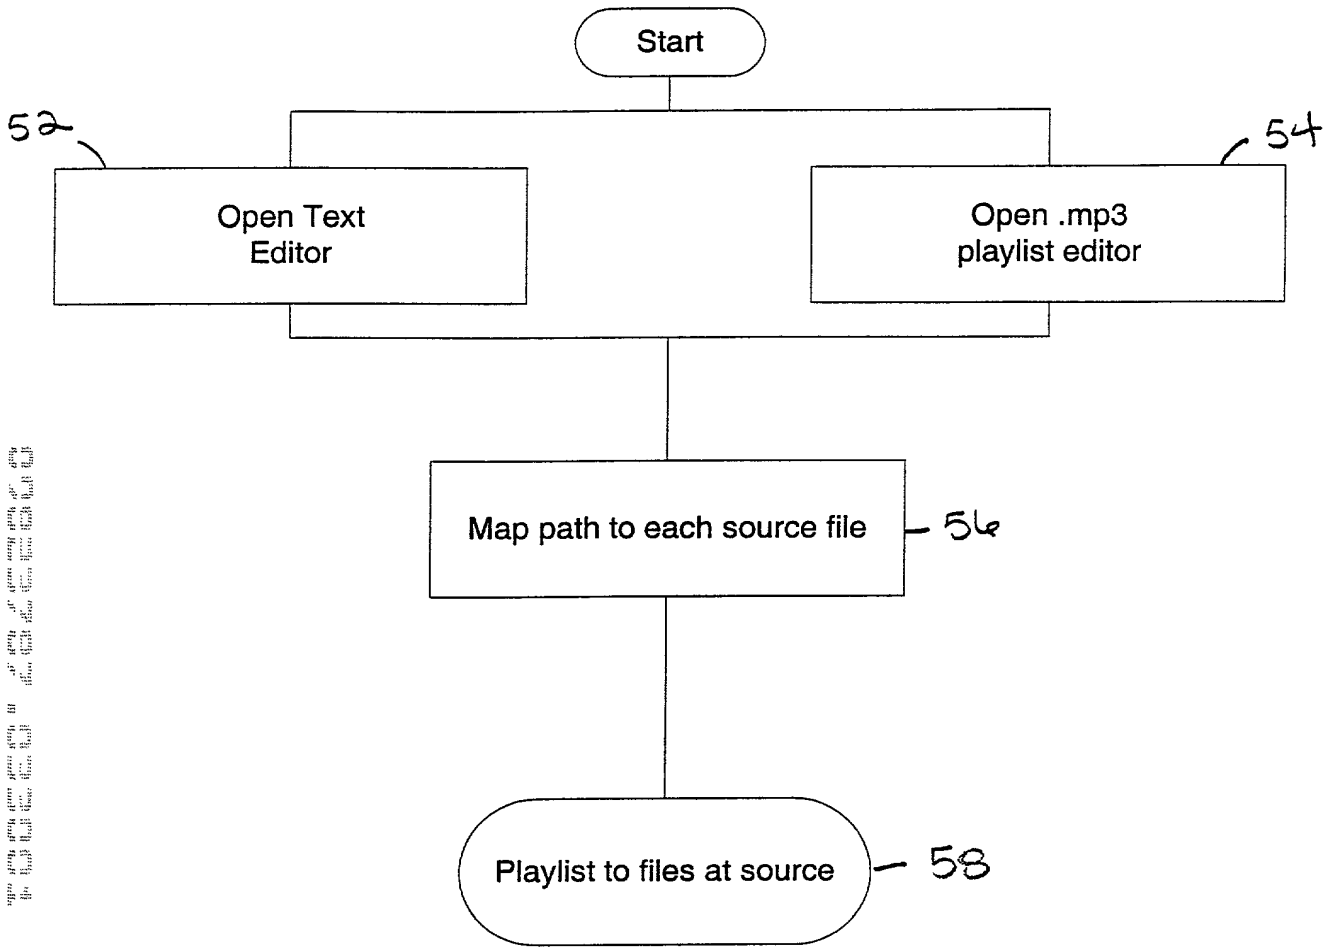 Start
52
54
Open Text
Editor
Open .mp3
playlist editor
Map path to each source file
56
Playlist to files at source
58